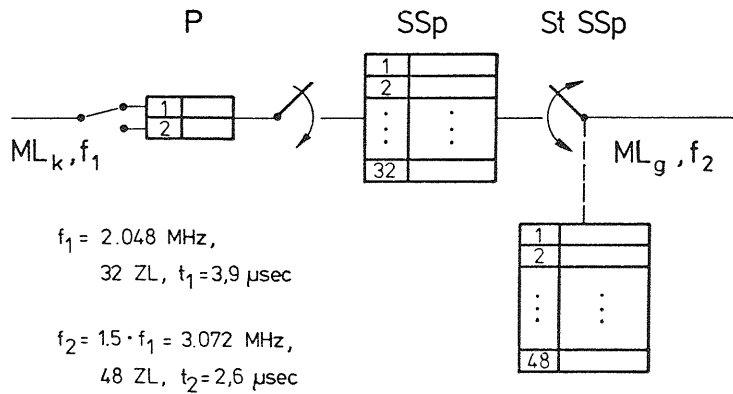 P SSp St SSp
1
2
1
2
32
ML_k, f_1
ML_g, f_2
1
2
48
f_1 = 2.048 MHz,
32 ZL, t_1 = 3,9 µsec
f_2 = 1.5 · f_1 = 3.072 MHz,
48 ZL, t_2 = 2,6 µsec